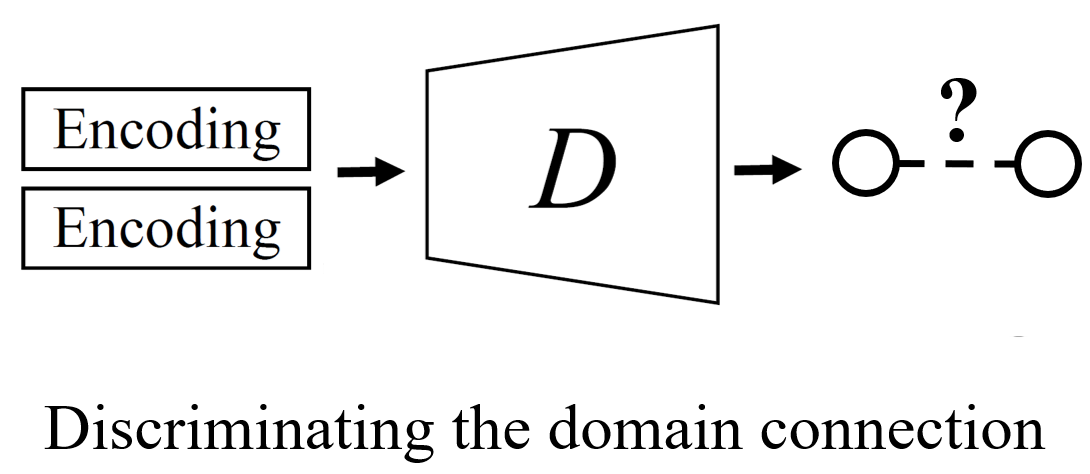 Encoding
Encoding
D
?
Discriminating the domain connection